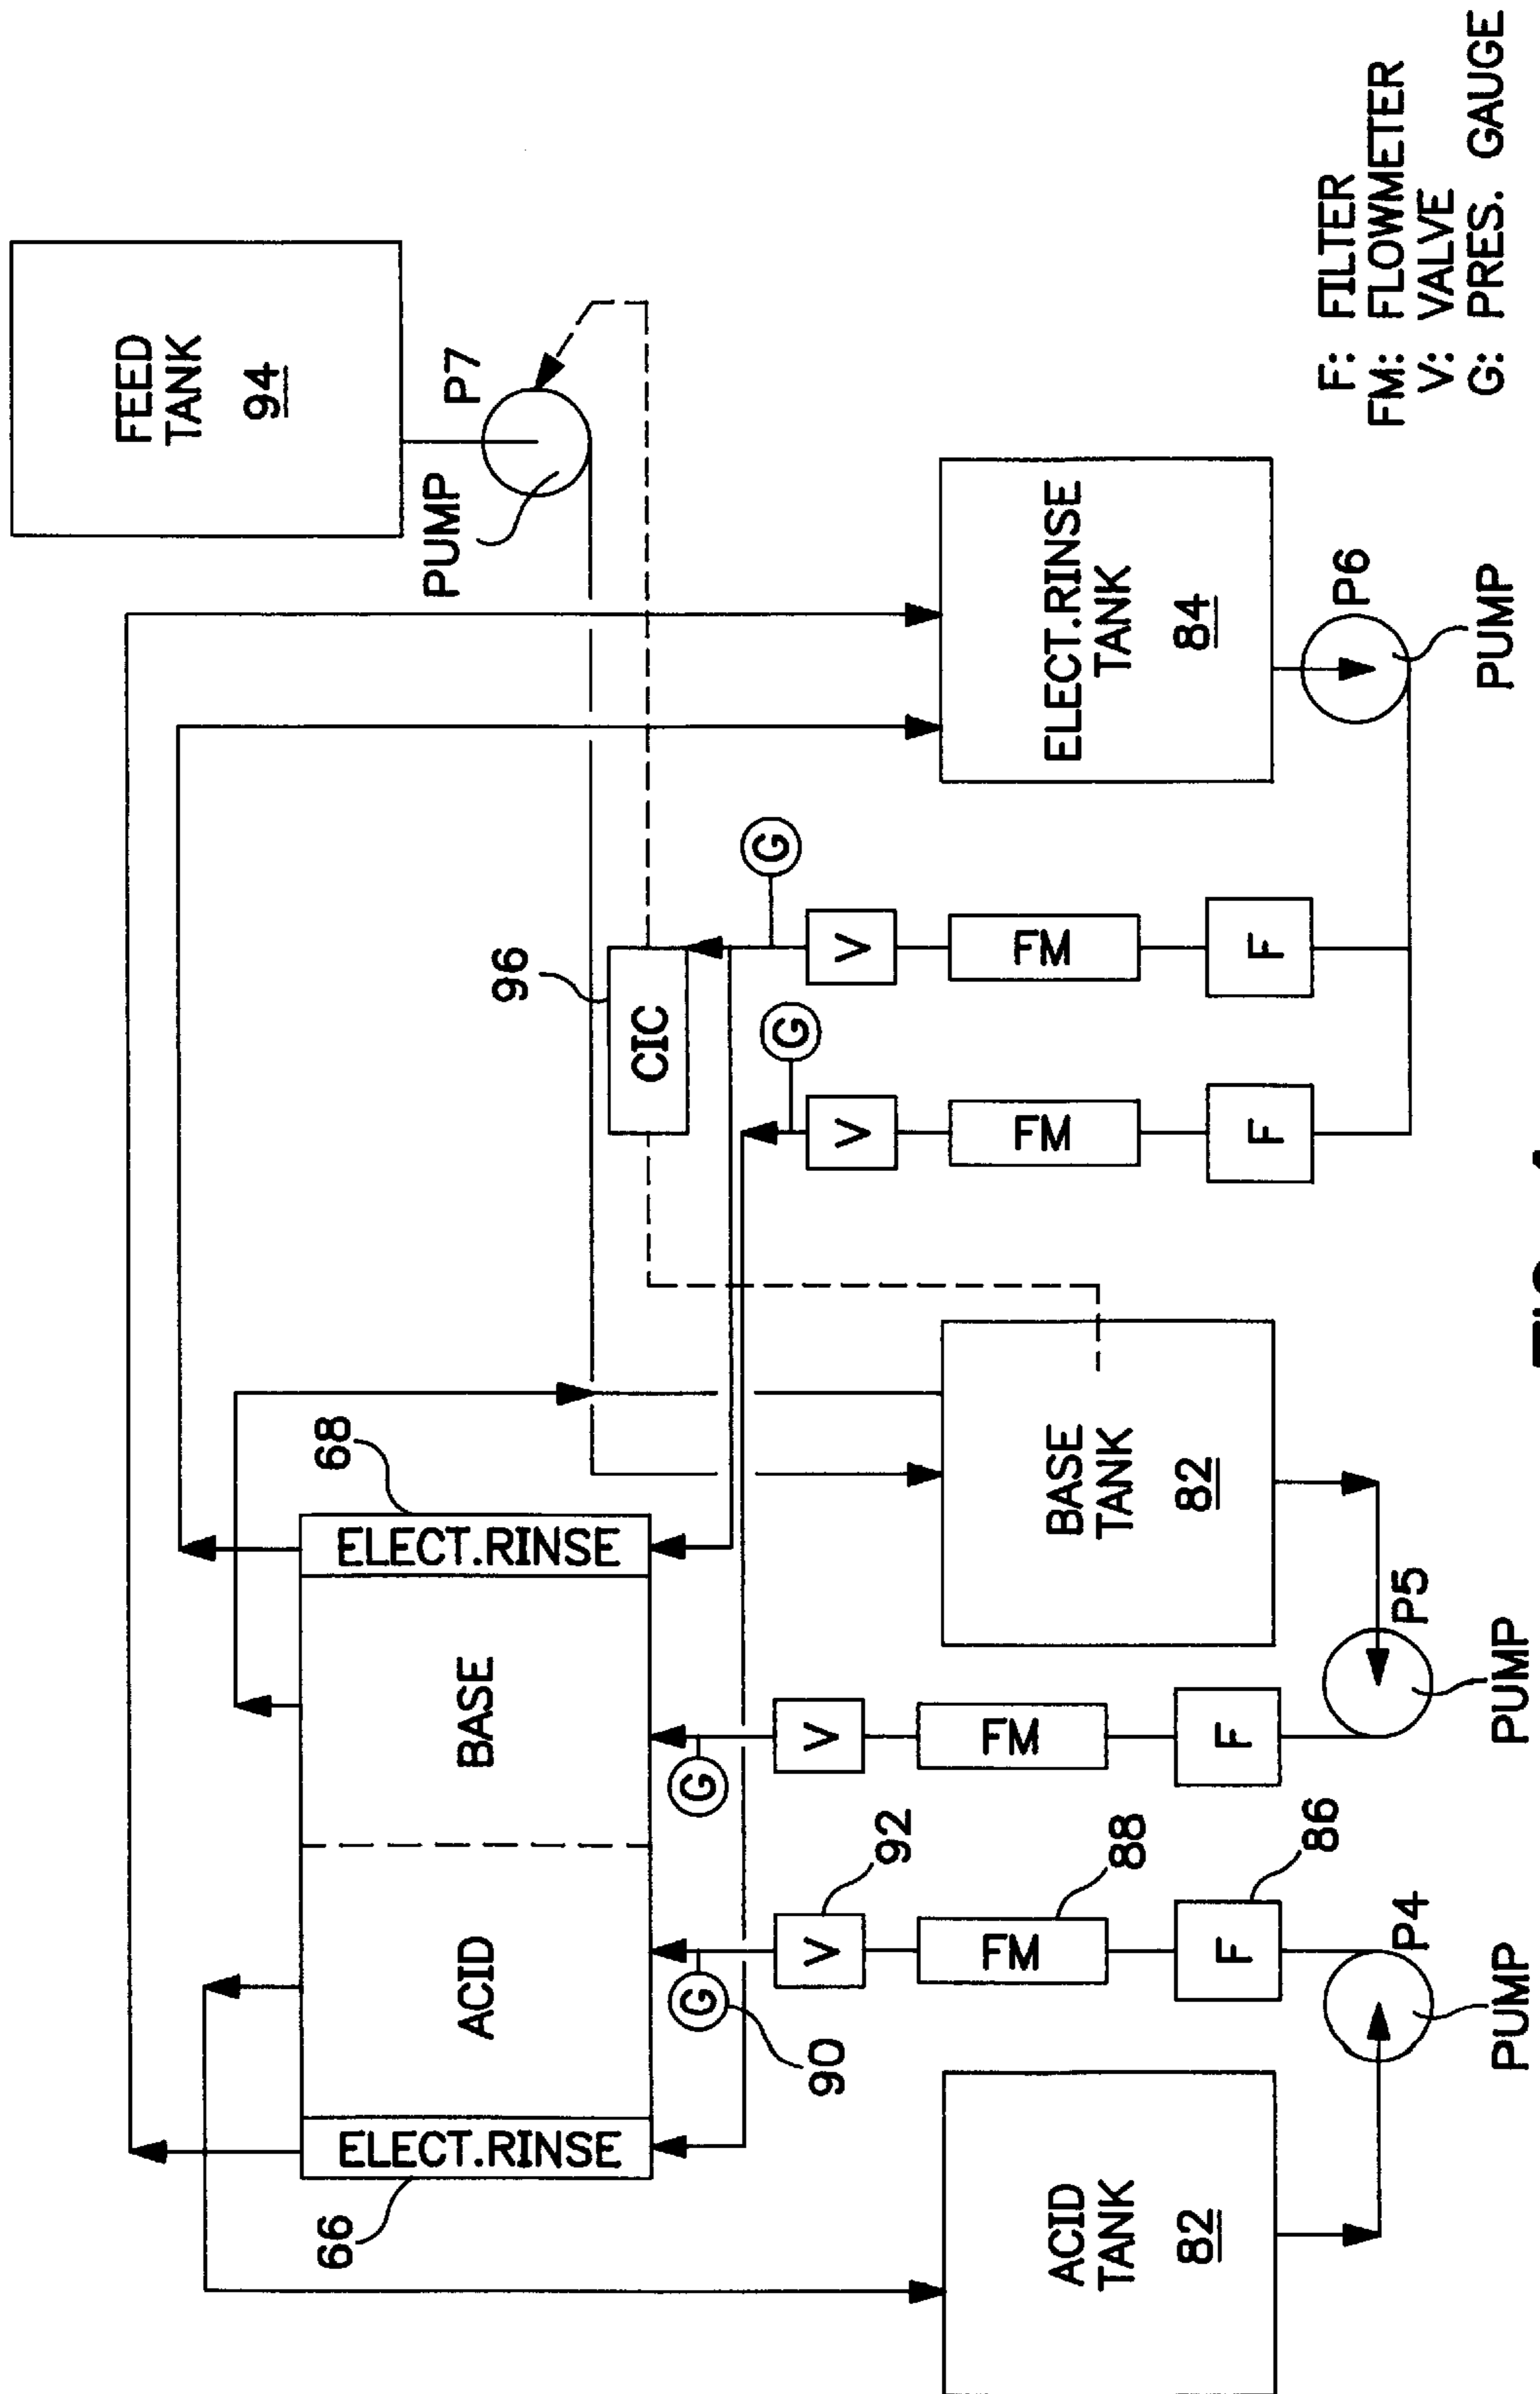 FEED
TANK
94
P7
PUMP
96
CIC
68
66
ELECT.RINSE
ACID
BASE
ELECT.RINSE
G
G
G
G
90
92
V
V
V
V
88
FM
FM
FM
FM
86
F
F
F
F
ACID
TANK
82
BASE
TANK
82
ELECT.RINSE
TANK
84
P4
PUMP
P5
PUMP
P6
PUMP
F: FILTER
FM: FLOWMETER
V: VALVE
G: PRES. GAUGE